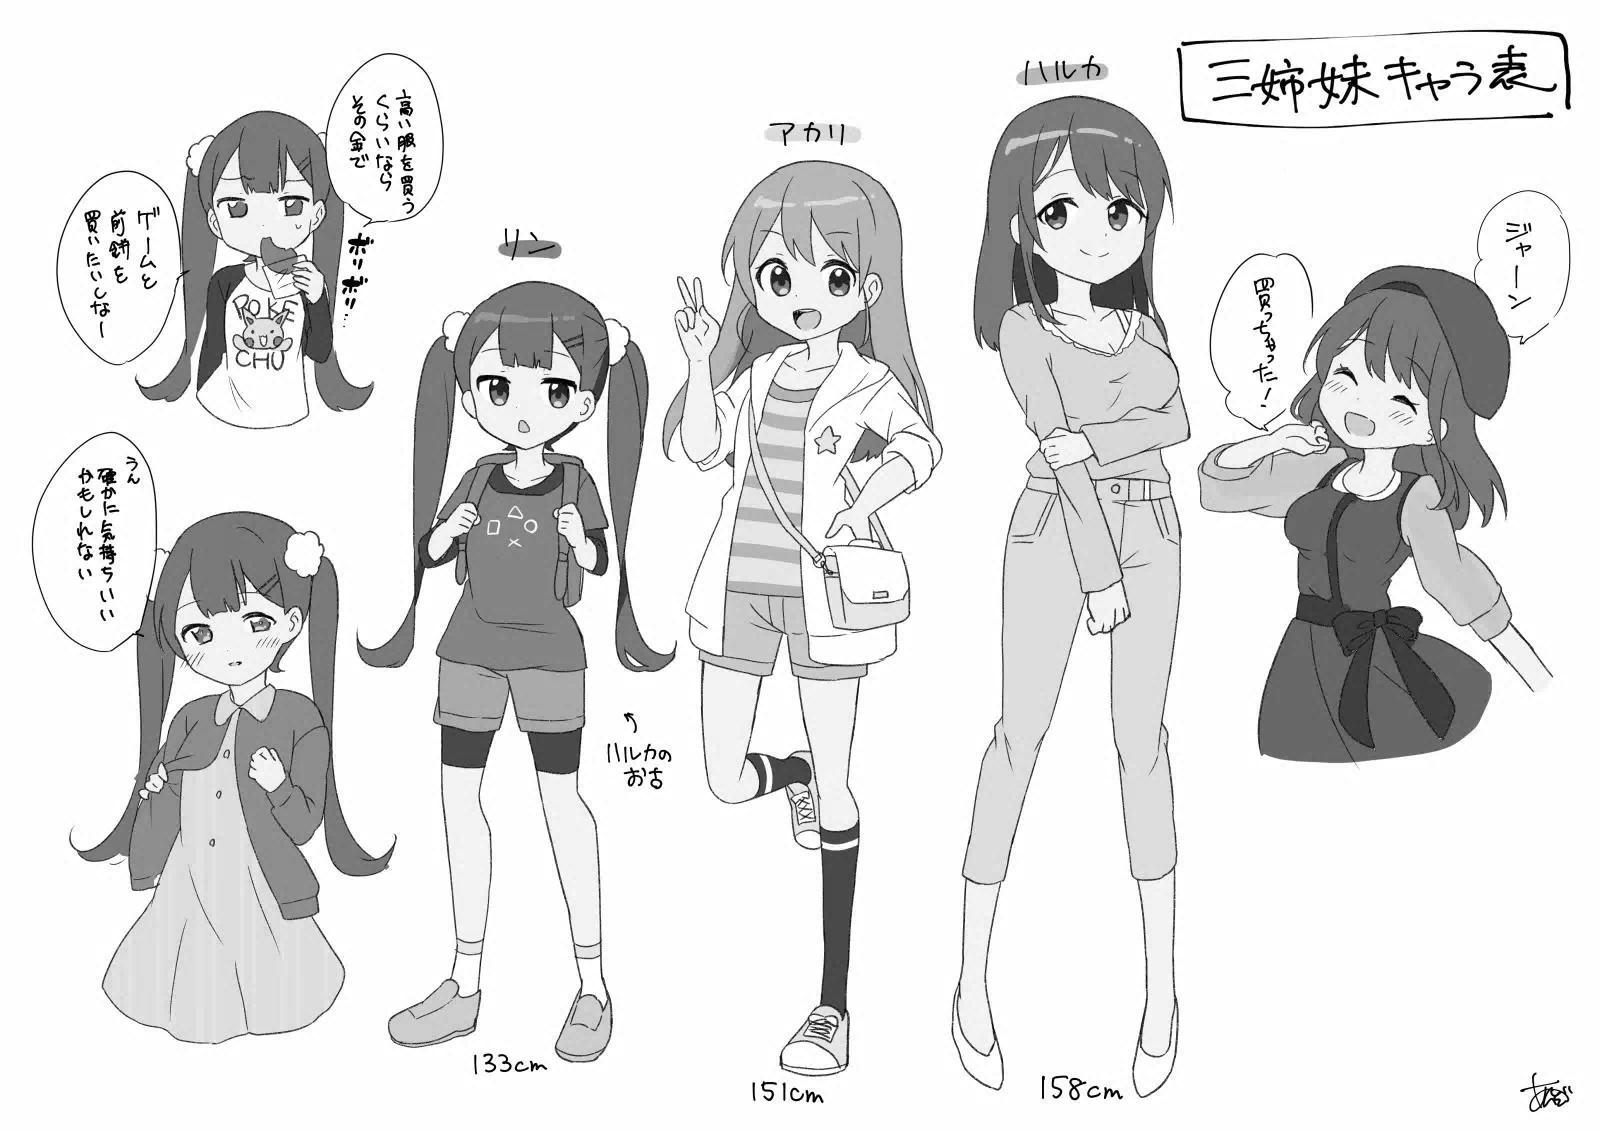 三姉妹キャラ表
ハルカ
アカリ
リン
高い服を買う
くらいなら
その金で
ゲームと
煎餅を
買いたいしなー
ボリ
ボリ…
POKE
CHU
うん
確かに気持ちいい
かもしれない
ハルカの
お古
ジャーン
買っちゃった!
133cm
151cm
158cm